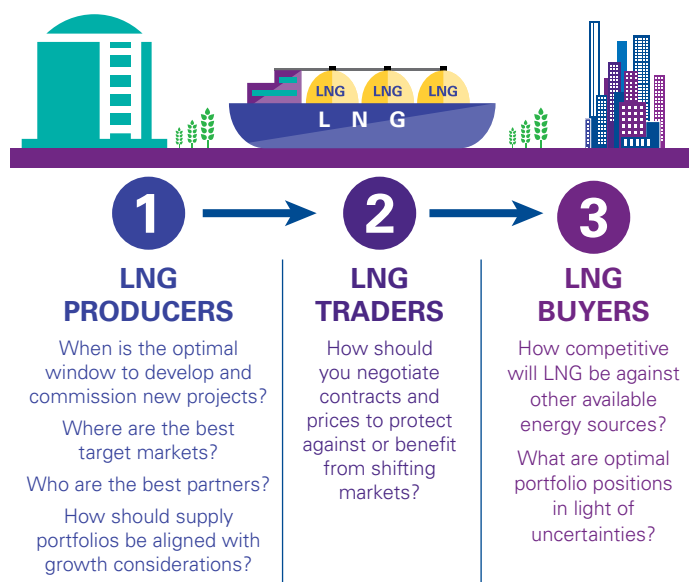 LNG LNG LNG
L N G
1
2
3
LNG
PRODUCERS
When is the optimal
window to develop and
commission new projects?
Where are the best
target markets?
Who are the best partners?
How should supply
portfolios be aligned with
growth considerations?
LNG
TRADERS
How should
you negotiate
contracts and
prices to protect
against or benefit
from shifting
markets?
LNG
BUYERS
How competitive
will LNG be against
other available
energy sources?
What are optimal
portfolio positions
in light of
uncertainties?